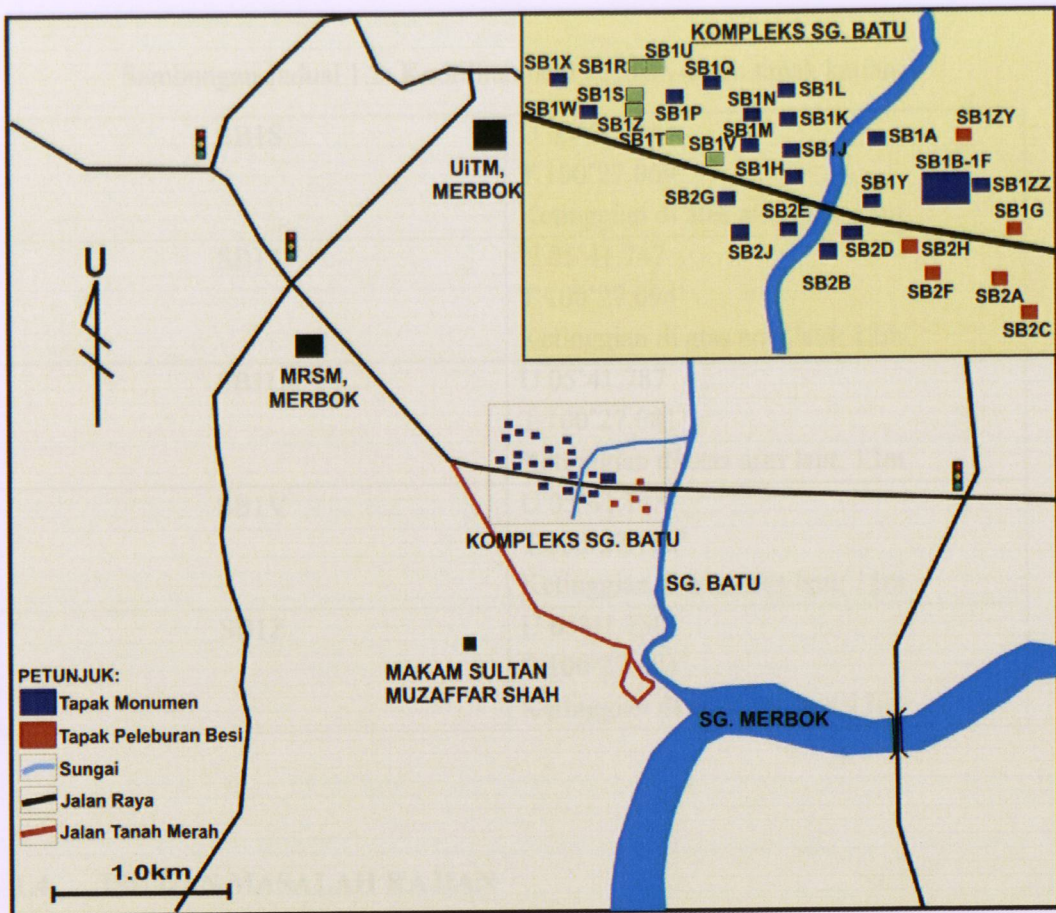 KOMPLEKS SG. BATU
SB1X
SB1R
SB1U
SB1Q
SB1W
SB1S
SB1Z
SB1P
SB1N
SB1L
SB1K
SB1T
SB1V
SB1M
SB1J
SB1H
SB1A
SB1ZY
SB1B-1F
SB1ZZ
SB1Y
SB1G
SB2G
SB2E
SB2J
SB2D
SB2B
SB2H
SB2F
SB2A
SB2C
UiTM,
MERBOK
U
MRSM,
MERBOK
KOMPLEKS SG. BATU
SG. BATU
MAKAM SULTAN
MUZAFFAR SHAH
SG. MERBOK
PETUNJUK:
Tapak Monumen
Tapak Peleburan Besi
Sungai
Jalan Raya
Jalan Tanah Merah
1.0km
MASALAH KAJIAN